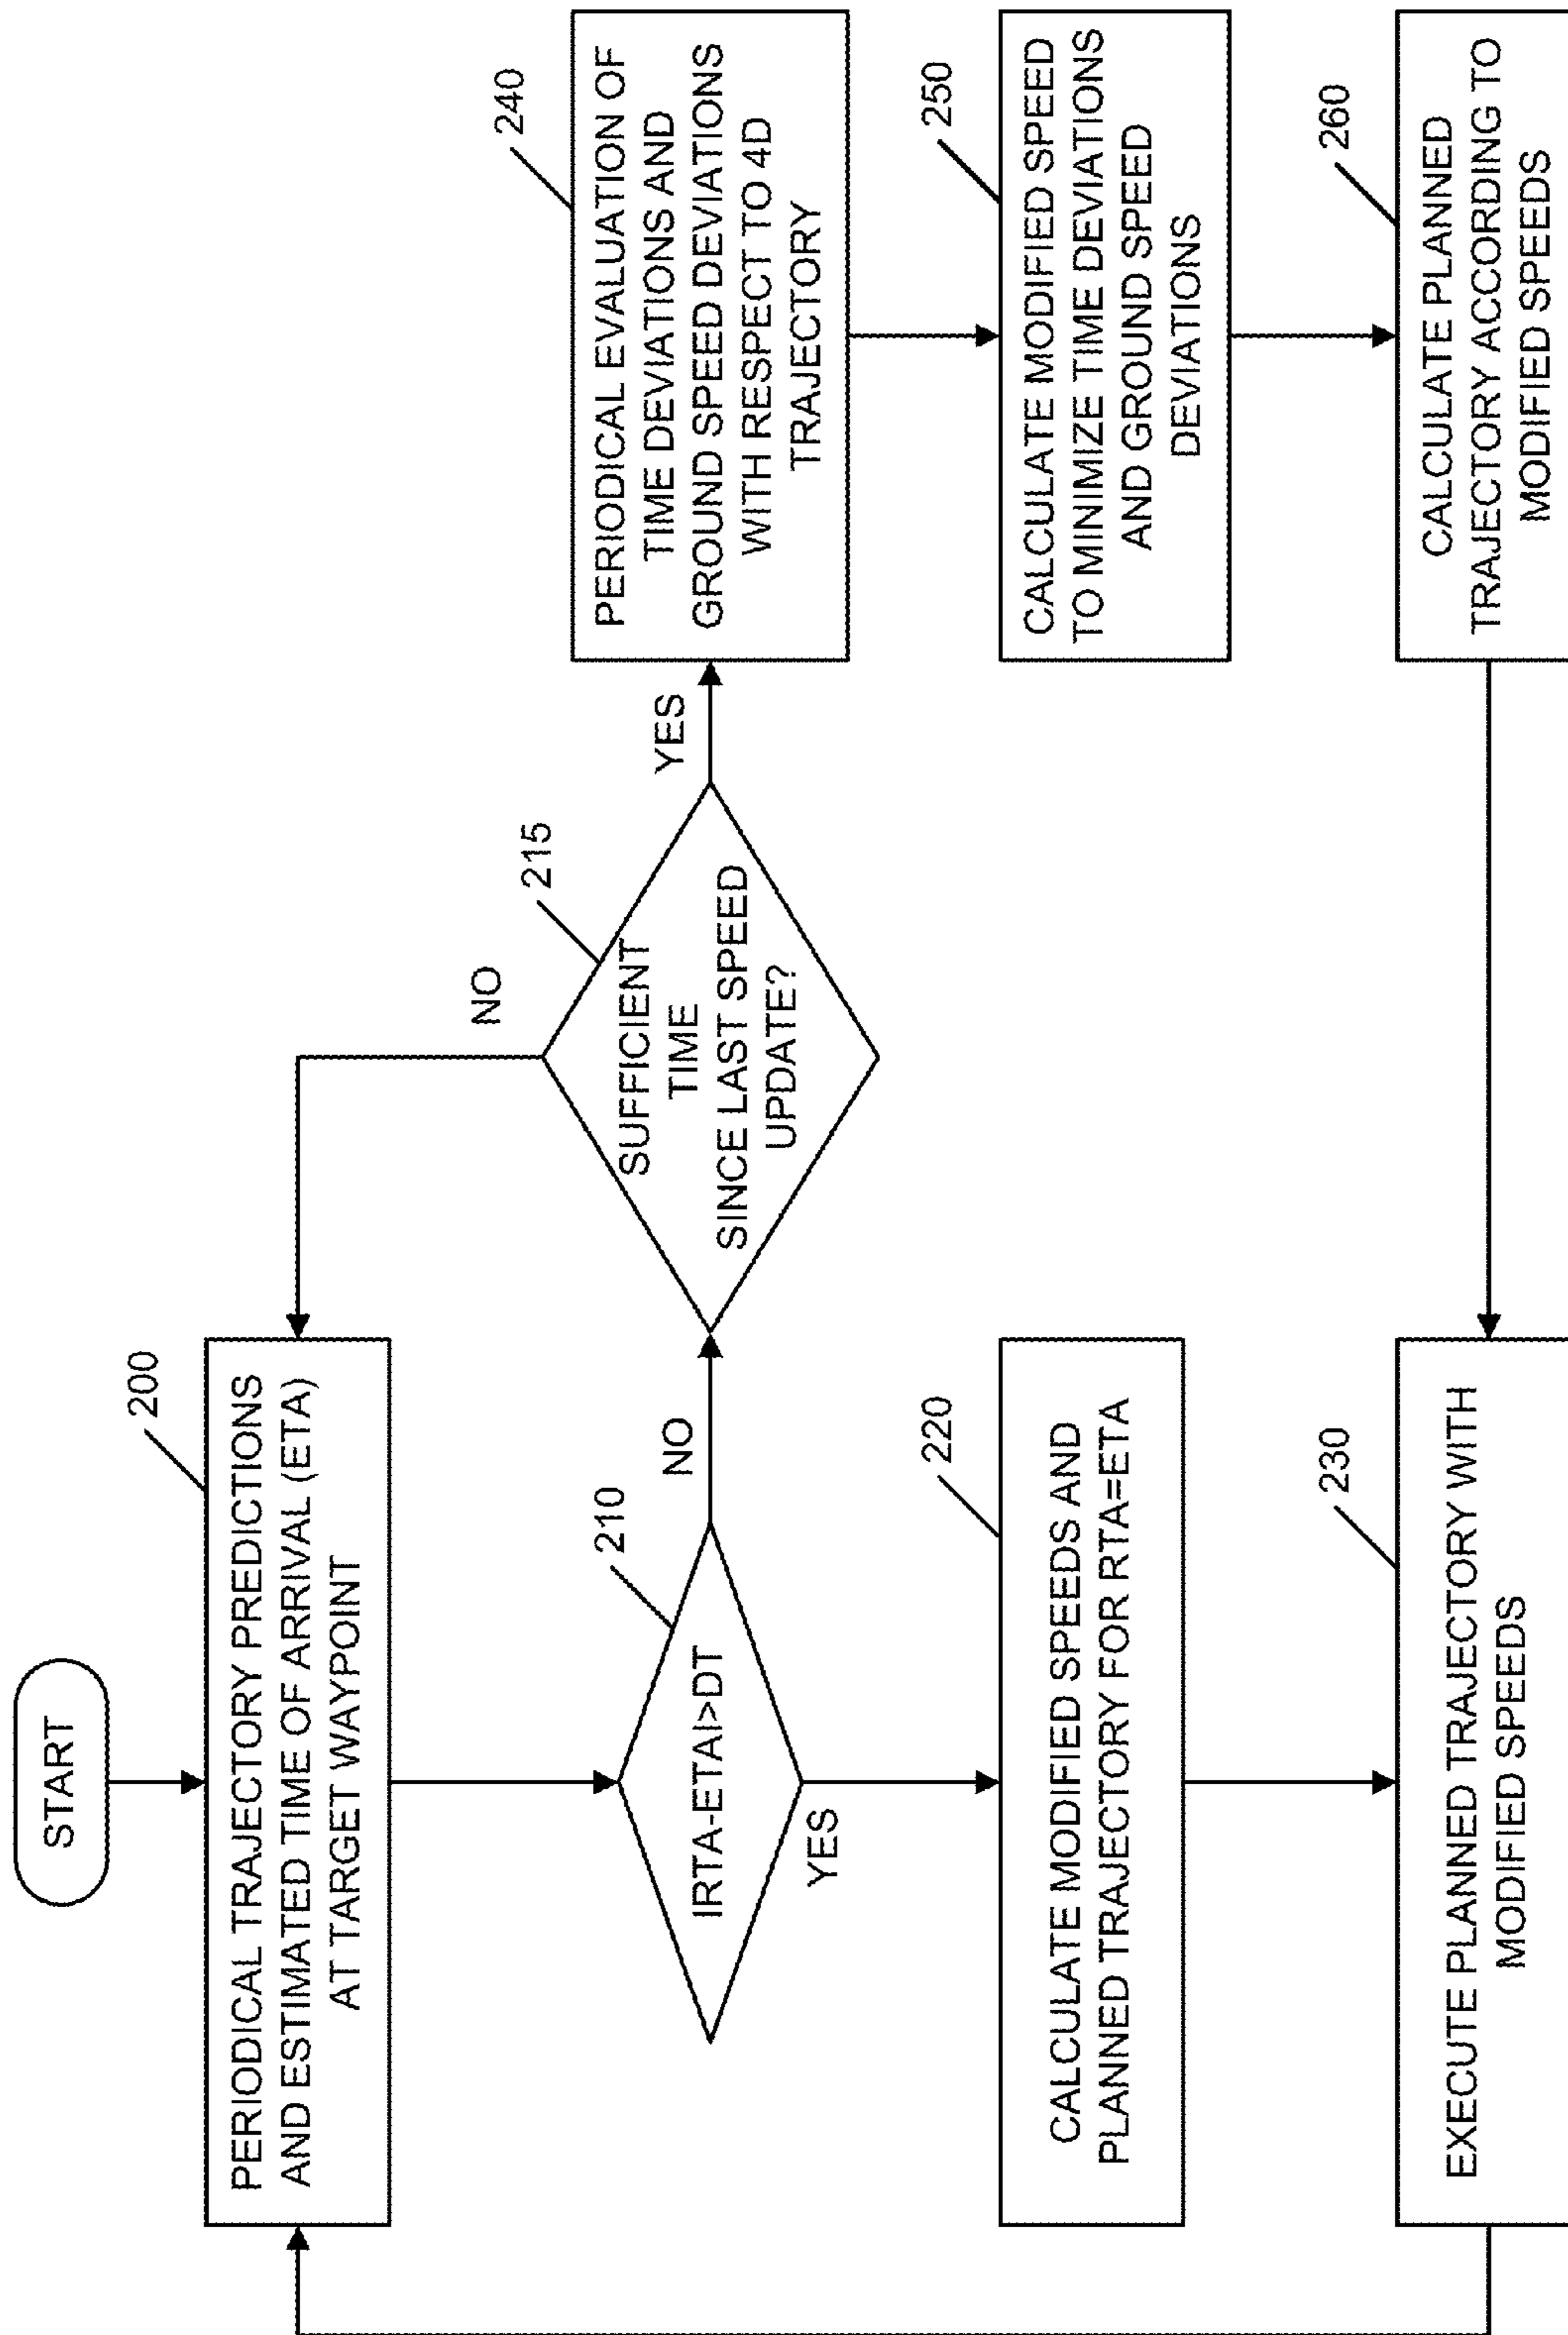 START
200
PERIODICAL TRAJECTORY PREDICTIONS
AND ESTIMATED TIME OF ARRIVAL (ETA)
AT TARGET WAYPOINT
210
IRTA-ETAI>DT
NO
YES
215
SUFFICIENT
TIME
SINCE LAST SPEED
UPDATE?
NO
YES
220
CALCULATE MODIFIED SPEEDS AND
PLANNED TRAJECTORY FOR RTA=ETA
230
EXECUTE PLANNED TRAJECTORY WITH
MODIFIED SPEEDS
240
PERIODICAL EVALUATION OF
TIME DEVIATIONS AND
GROUND SPEED DEVIATIONS
WITH RESPECT TO 4D
TRAJECTORY
250
CALCULATE MODIFIED SPEED
TO MINIMIZE TIME DEVIATIONS
AND GROUND SPEED
DEVIATIONS
260
CALCULATE PLANNED
TRAJECTORY ACCORDING TO
MODIFIED SPEEDS